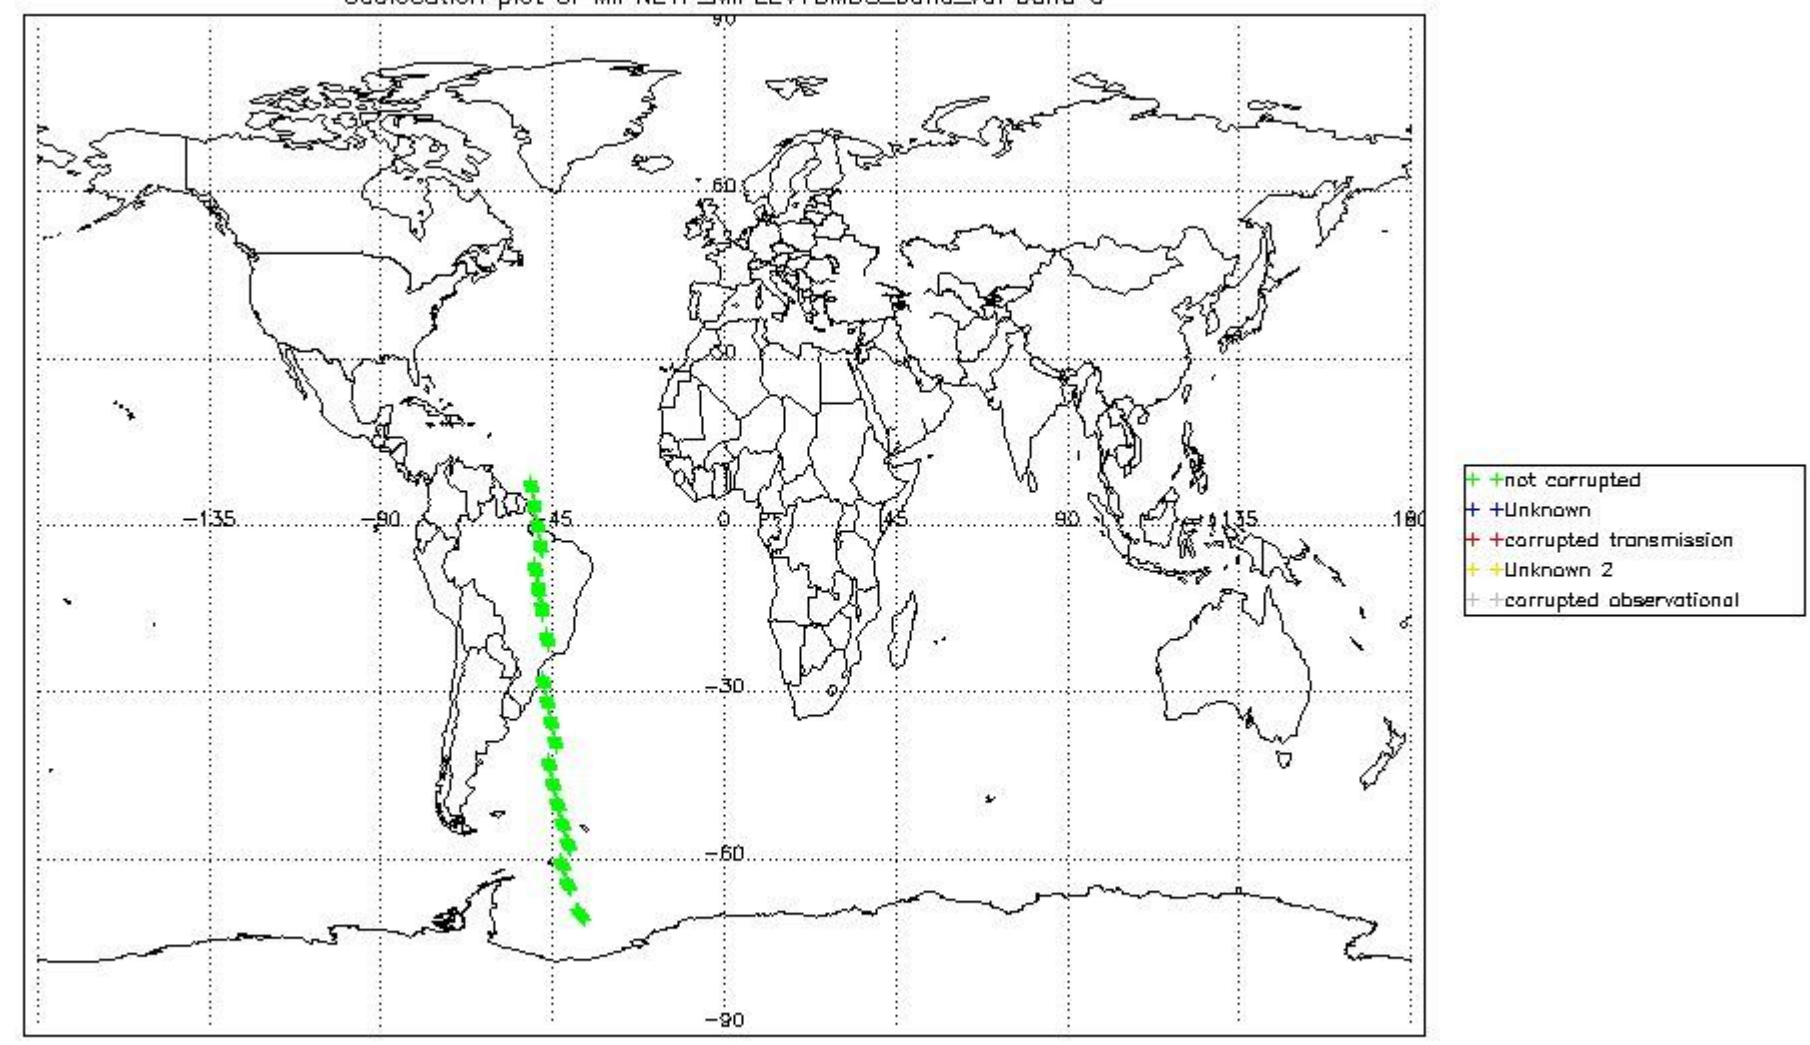 90
60
30
-135
-90
-45
0
45
90
135
180
-30
-60
-90
not corrupted
Unknown
corrupted transmission
Unknown 2
corrupted observational